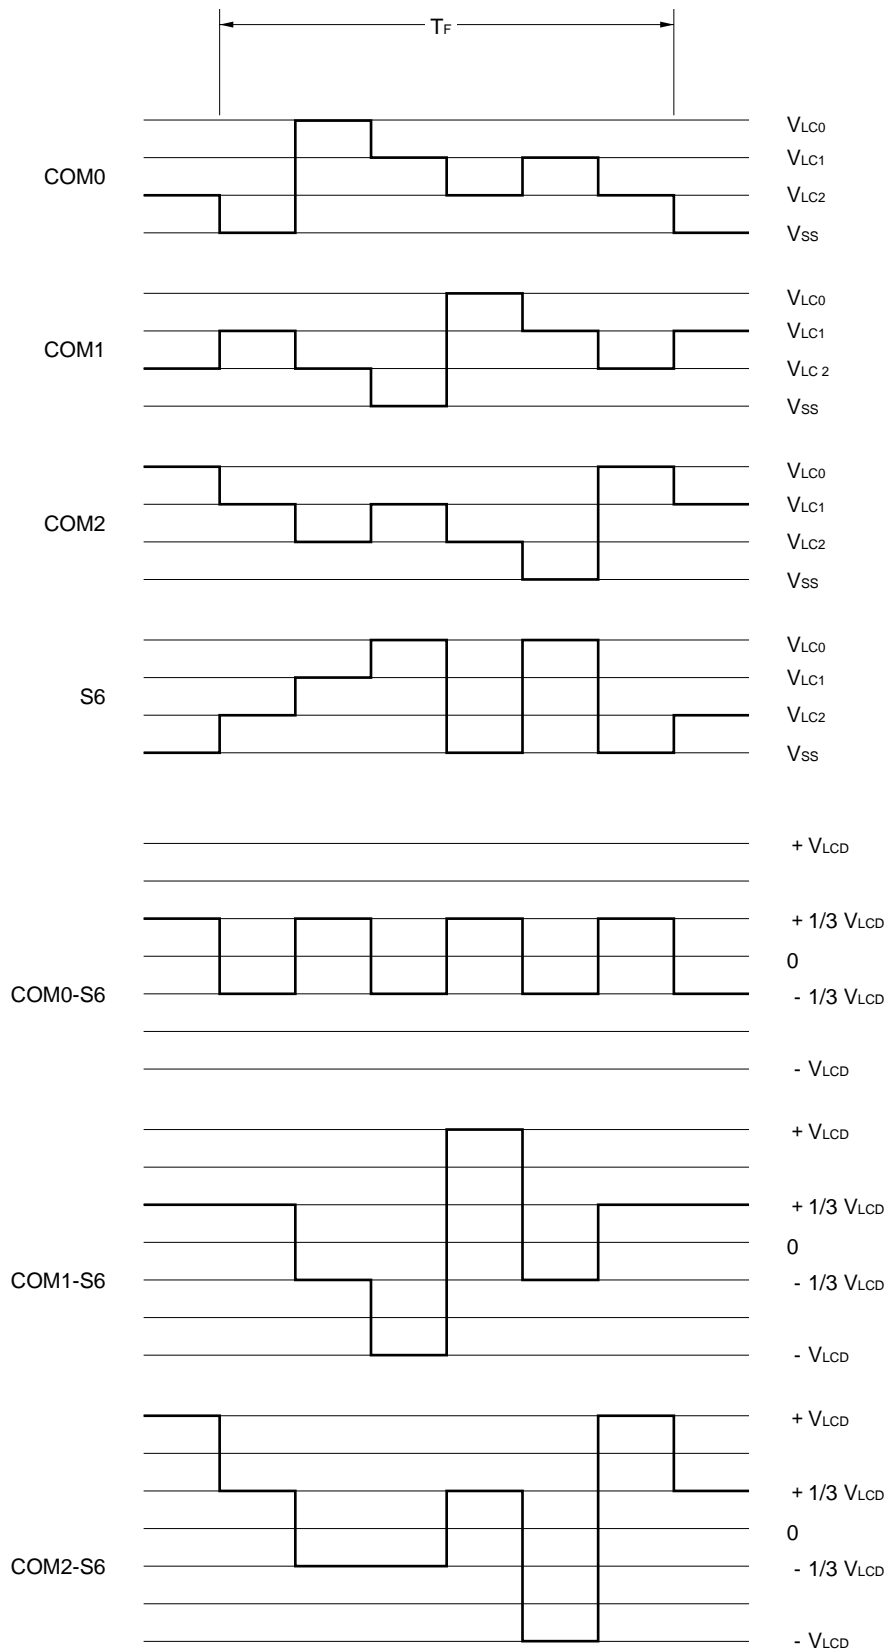 TF
VLC0
VLC1
COM0
VLC2
VSS
VLC0
VLC1
COM1
VLC 2
VSS
VLC0
VLC1
COM2
VLC2
VSS
VLC0
VLC1
S6
VLC2
VSS
+ VLCD
+ 1/3 VLCD
0
COM0-S6
- 1/3 VLCD
- VLCD
+ VLCD
+ 1/3 VLCD
0
COM1-S6
- 1/3 VLCD
- VLCD
+ VLCD
+ 1/3 VLCD
0
COM2-S6
- 1/3 VLCD
- VLCD